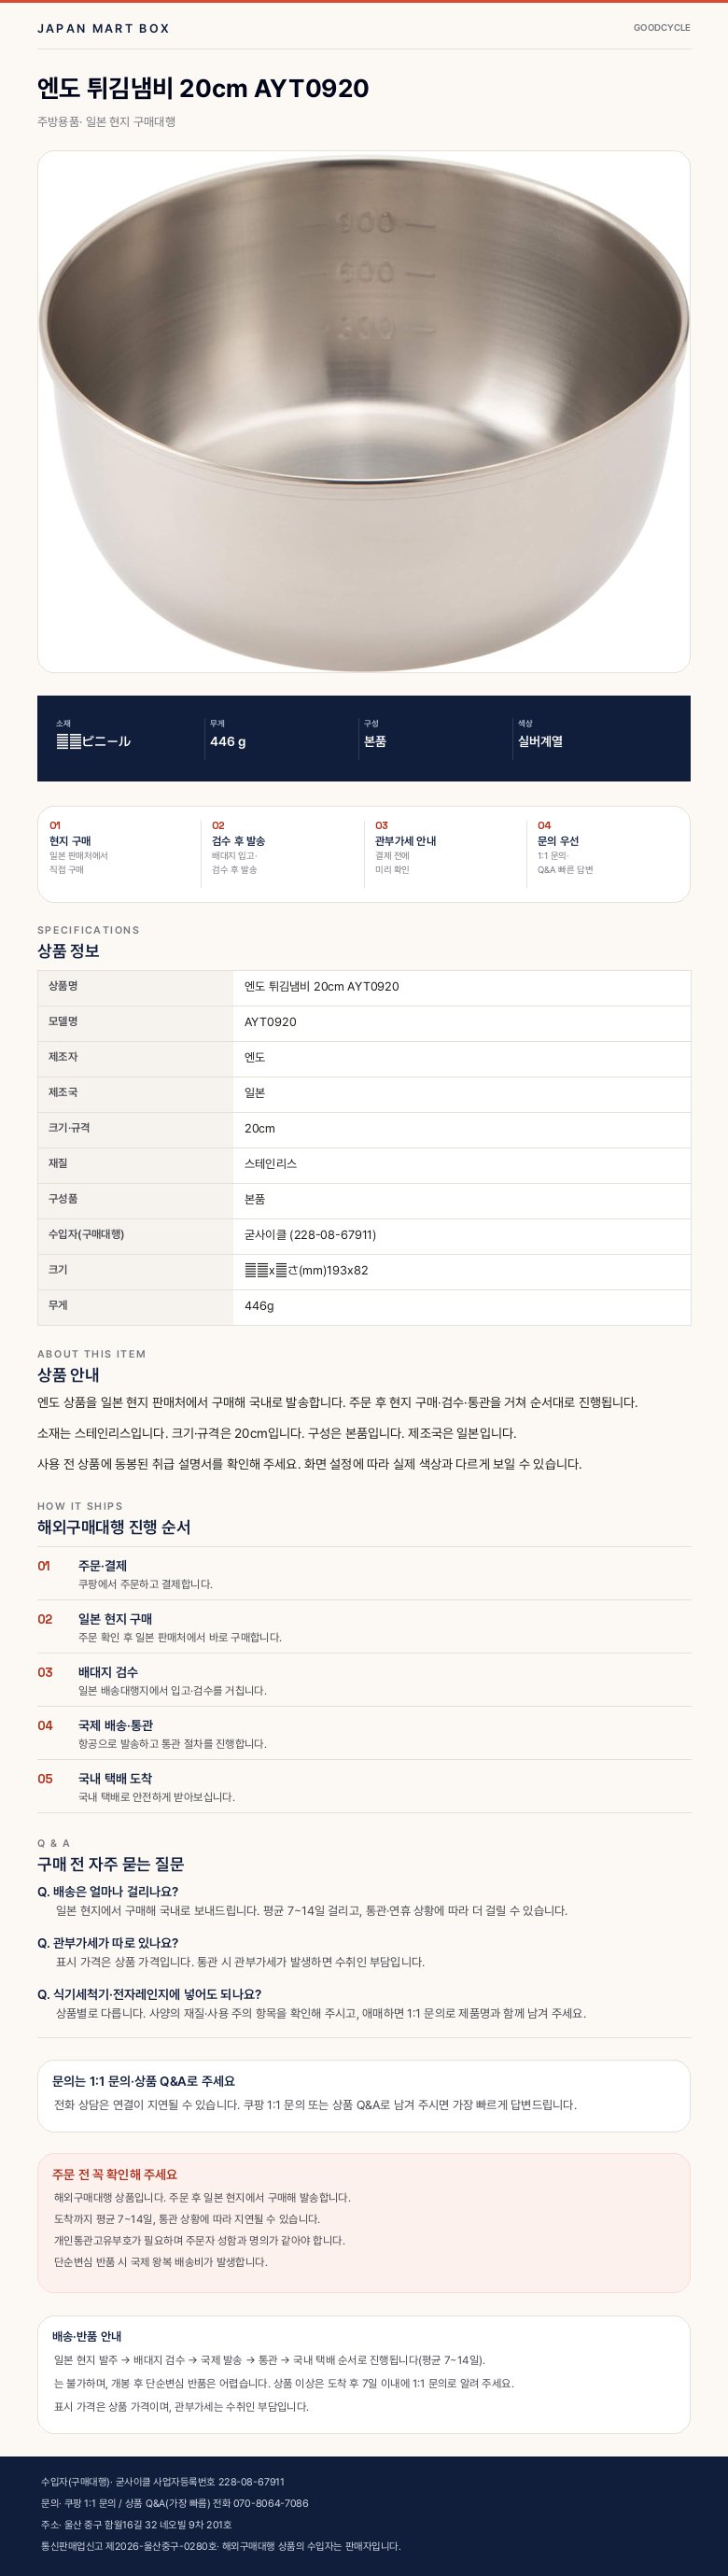 JAPAN MART BOX
GOODCYCLE
엔도 튀김냄비 20cm AYT0920
주방용품· 일본 현지 구매대행
900
600
300
소재
ビニール
무게
446 g
구성
본품
색상
실버계열
01
현지 구매
일본 판매처에서
직접 구매
02
검수 후 발송
배대지 입고·
검수 후 발송
03
관부가세 안내
결제 전에
미리 확인
04
문의 우선
1:1 문의·
Q&A 빠른 답변
SPECIFICATIONS
상품 정보
상품명 엔도 튀김냄비 20cm AYT0920
모델명 AYT0920
제조자 엔도
제조국 일본
크기·규격 20cm
재질 스테인리스
구성품 본품
수입자(구매대행) 굳사이클 (228-08-67911)
크기 x さ(mm)193x82
무게 446g
ABOUT THIS ITEM
상품 안내
엔도 상품을 일본 현지 판매처에서 구매해 국내로 발송합니다. 주문 후 현지 구매·검수·통관을 거쳐 순서대로 진행됩니다.
소재는 스테인리스입니다. 크기·규격은 20cm입니다. 구성은 본품입니다. 제조국은 일본입니다.
사용 전 상품에 동봉된 취급 설명서를 확인해 주세요. 화면 설정에 따라 실제 색상과 다르게 보일 수 있습니다.
HOW IT SHIPS
해외구매대행 진행 순서
01 주문·결제
쿠팡에서 주문하고 결제합니다.
02 일본 현지 구매
주문 확인 후 일본 판매처에서 바로 구매합니다.
03 배대지 검수
일본 배송대행지에서 입고·검수를 거칩니다.
04 국제 배송·통관
항공으로 발송하고 통관 절차를 진행합니다.
05 국내 택배 도착
국내 택배로 안전하게 받아보십니다.
Q & A
구매 전 자주 묻는 질문
Q. 배송은 얼마나 걸리나요?
일본 현지에서 구매해 국내로 보내드립니다. 평균 7~14일 걸리고, 통관·연휴 상황에 따라 더 걸릴 수 있습니다.
Q. 관부가세가 따로 있나요?
표시 가격은 상품 가격입니다. 통관 시 관부가세가 발생하면 수취인 부담입니다.
Q. 식기세척기·전자레인지에 넣어도 되나요?
상품별로 다릅니다. 사양의 재질·사용 주의 항목을 확인해 주시고, 애매하면 1:1 문의로 제품명과 함께 남겨 주세요.
문의는 1:1 문의·상품 Q&A로 주세요
전화 상담은 연결이 지연될 수 있습니다. 쿠팡 1:1 문의 또는 상품 Q&A로 남겨 주시면 가장 빠르게 답변드립니다.
주문 전 꼭 확인해 주세요
해외구매대행 상품입니다. 주문 후 일본 현지에서 구매해 발송합니다.
도착까지 평균 7~14일, 통관 상황에 따라 지연될 수 있습니다.
개인통관고유부호가 필요하며 주문자 성함과 명의가 같아야 합니다.
단순변심 반품 시 국제 왕복 배송비가 발생합니다.
배송·반품 안내
일본 현지 발주 → 배대지 검수 → 국제 발송 → 통관 → 국내 택배 순서로 진행됩니다(평균 7~14일).
는 불가하며, 개봉 후 단순변심 반품은 어렵습니다. 상품 이상은 도착 후 7일 이내에 1:1 문의로 알려 주세요.
표시 가격은 상품 가격이며, 관부가세는 수취인 부담입니다.
수입자(구매대행)· 굳사이클 사업자등록번호 228-08-67911
문의· 쿠팡 1:1 문의 / 상품 Q&A(가장 빠름) 전화 070-8064-7086
주소· 울산 중구 함월16길 32 네오빌 9차 201호
통신판매업신고 제2026-울산중구-0280호· 해외구매대행 상품의 수입자는 판매자입니다.